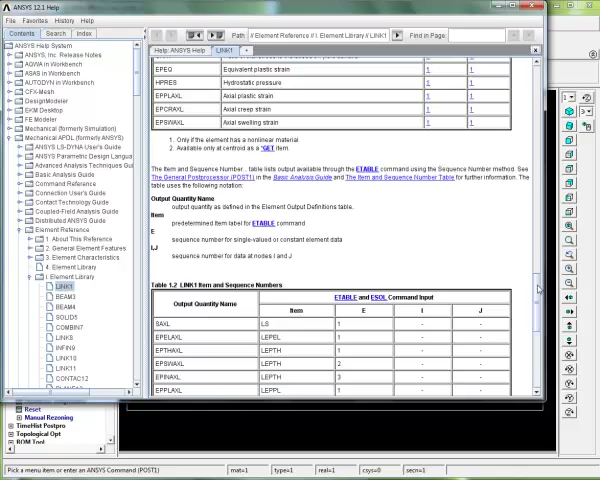 ANSYS 12.1 Help
File Favorites History Help
Contents Search Index
ANSYS Help System
ANSYS, Inc. Release Notes
AQWA in Workbench
ASAS in Workbench
AUTODYN in Workbench
CFX-Mesh
DesignModeler
EKM Desktop
FE Modeler
Mechanical (formerly Simulation)
Mechanical APDL (formerly ANSYS)
ANSYS LS-DYNA User's Guide
ANSYS Parametric Design Langua
Advanced Analysis Techniques Gui
Basic Analysis Guide
Command Reference
Connection User's Guide
Contact Technology Guide
Coupled-Field Analysis Guide
Distributed ANSYS Guide
Element Reference
1. About This Reference
2. General Element Features
3. Element Characteristics
4. Element Library
I. Element Library
LINK1
BEAM3
BEAM4
SOLID5
COMBIN7
LINK8
INFIN9
LINK10
LINK11
CONTAC12
Path // Element Reference // I. Element Library // LINK1
Find in Page:
Help: ANSYS Help LINK1 +
EPEQ Equivalent plastic strain 1 1
HPRES Hydrostatic pressure 1 1
EPPLAXL Axial plastic strain 1 1
EPCRAXL Axial creep strain 1 1
EPSWAXL Axial swelling strain 1 1
1. Only if the element has a nonlinear material
2. Available only at centroid as a *GET item.
The Item and Sequence Number... table lists output available through the ETABLE command using the Sequence Number method. See
The General Postprocessor (POST1) in the Basic Analysis Guide and The Item and Sequence Number Table for further information. The
table uses the following notation:
Output Quantity Name
output quantity as defined in the Element Output Definitions table.
Item
predetermined Item label for ETABLE command
E
sequence number for single-valued or constant element data
I,J
sequence number for data at nodes I and J
Table 1.2 LINK1 Item and Sequence Numbers
Output Quantity Name ETABLE and ESOL Command Input
Item E I J
SAXL LS 1 - -
EPELAXL LEPEL 1 - -
EPTHAXL LEPTH 1 - -
EPSWAXL LEPTH 2 - -
EPINAXL LEPTH 3 - -
EPPLAXL LEPPL 1 - -
Reset
Manual Rezoning
TimeHist Postpro
Topological Opt
ROM Tool
Pick a menu item or enter an ANSYS Command (POST1) mat=1 type=1 real=1 csys=0 secn=1
1
3